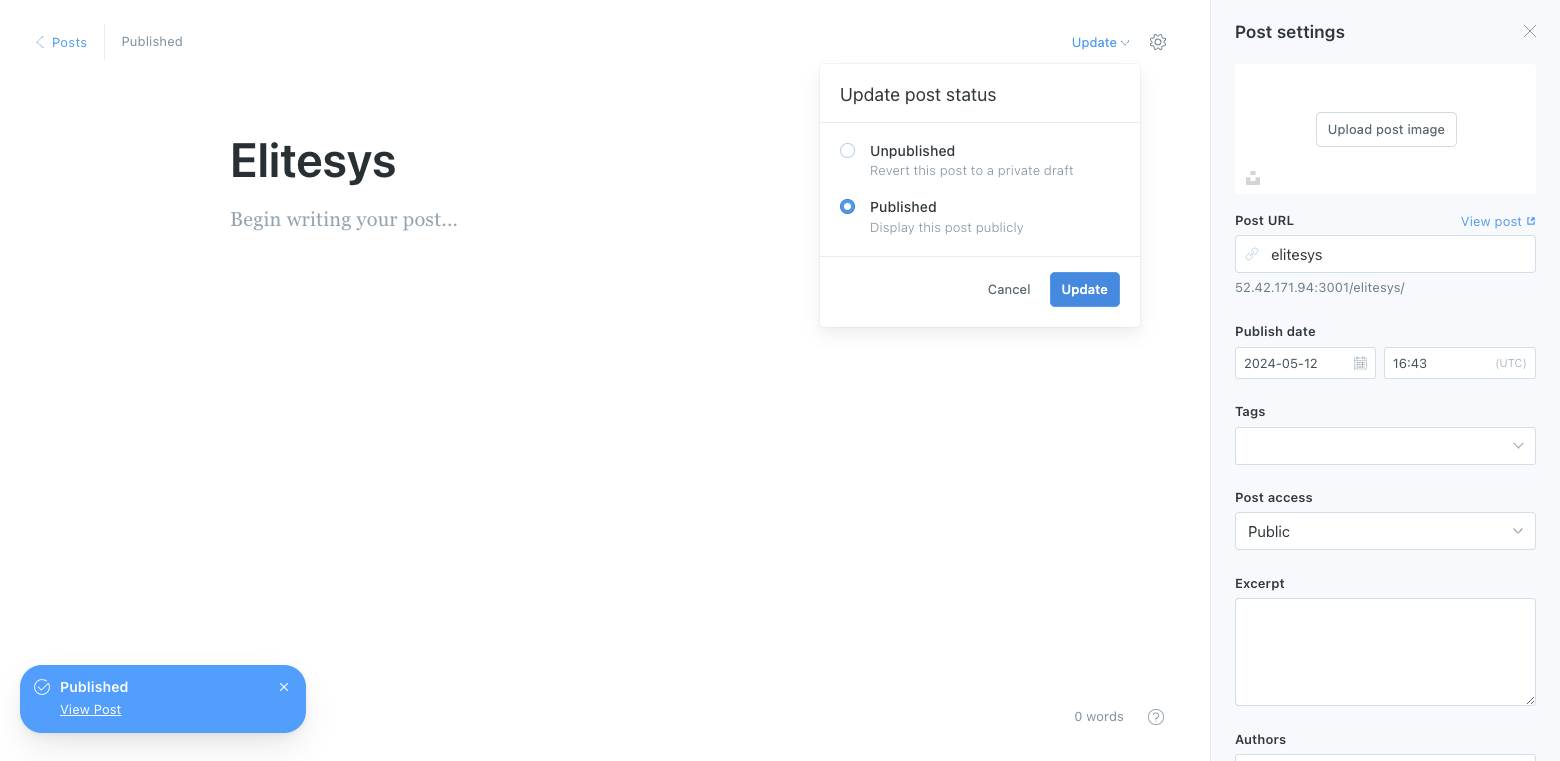 Posts
Published
Update
Update post status
Unpublished
Revert this post to a private draft
Published
Display this post publicly
Cancel
Update
Elitesys
Begin writing your post...
Published
View Post
0 words
?
Post settings
Upload post image
Post URL
View post
elitesys
52.42.171.94:3001/elitesys/
Publish date
2024-05-12
16:43
(UTC)
Tags
Post access
Public
Excerpt
Authors